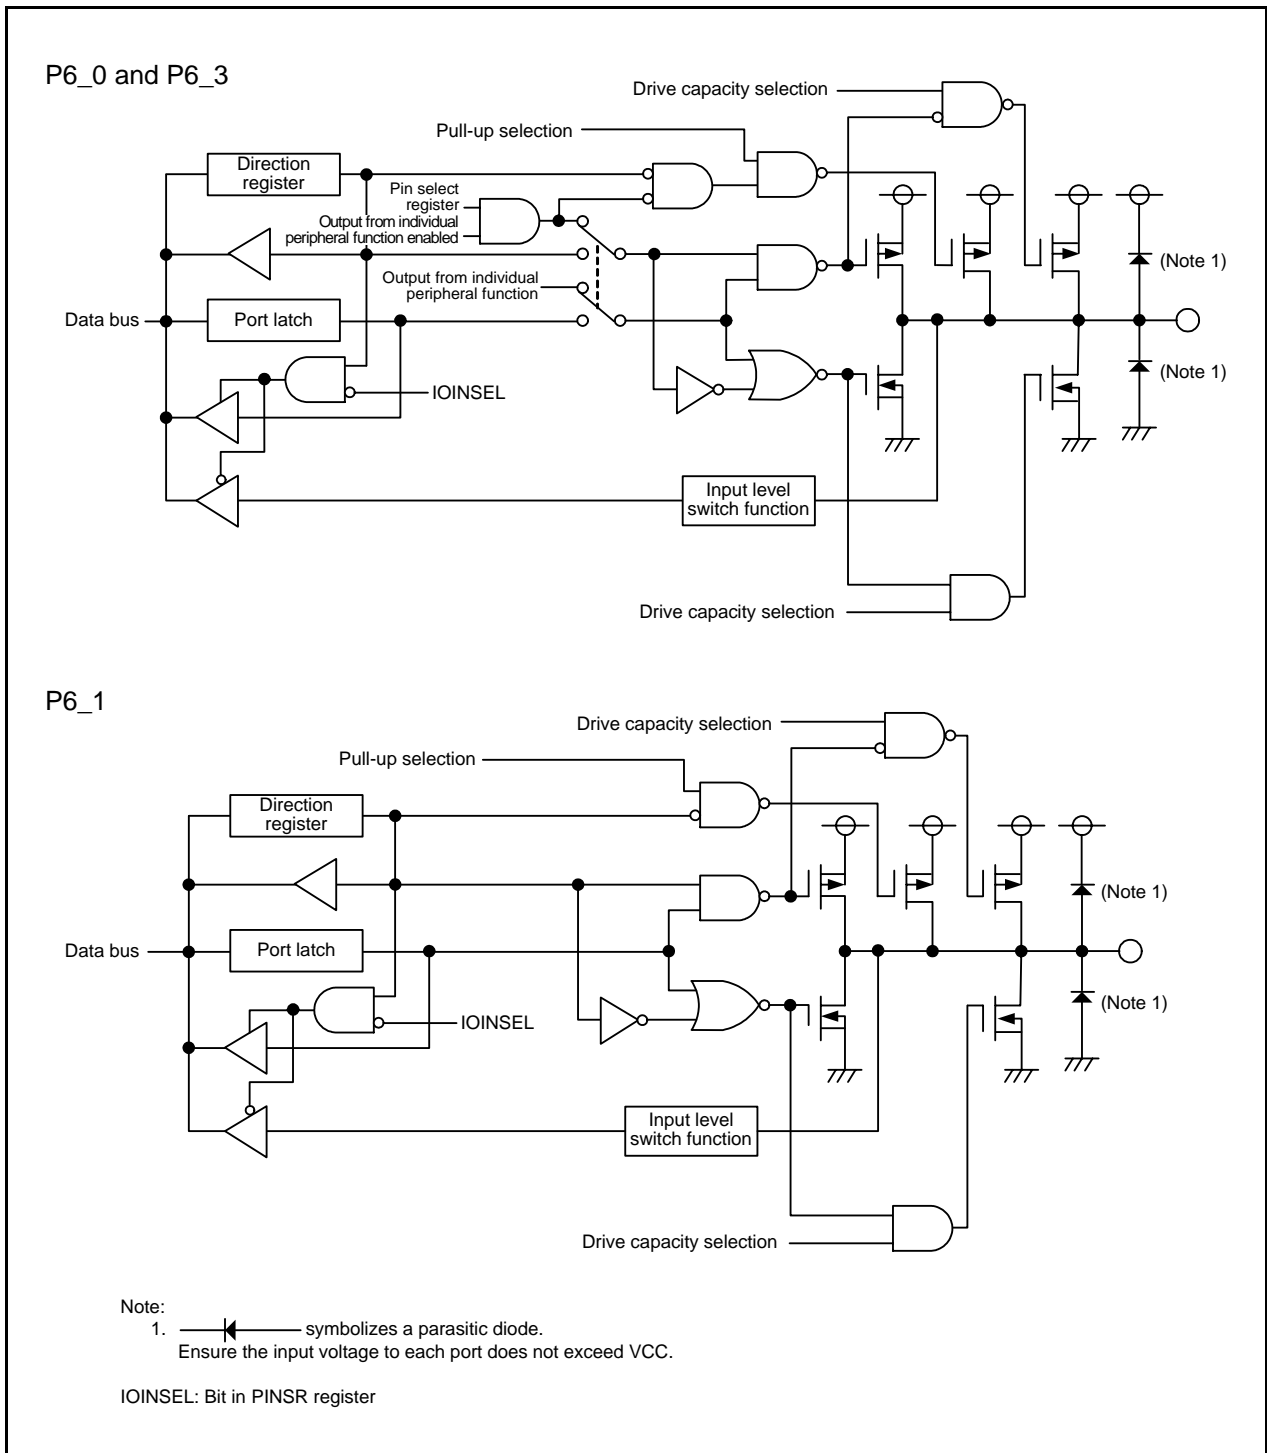 P6_0 and P6_3
Drive capacity selection
Pull-up selection
Direction
register
Pin select
register
Output from individual
peripheral function enabled
(Note 1)
Output from individual
peripheral function
Data bus
Port latch
(Note 1)
IOINSEL
Input level
switch function
Drive capacity selection
P6_1
Drive capacity selection
Pull-up selection
Direction
register
(Note 1)
Data bus
Port latch
(Note 1)
IOINSEL
Input level
switch function
Drive capacity selection
Note:
1. symbolizes a parasitic diode.
Ensure the input voltage to each port does not exceed VCC.
IOINSEL: Bit in PINSR register